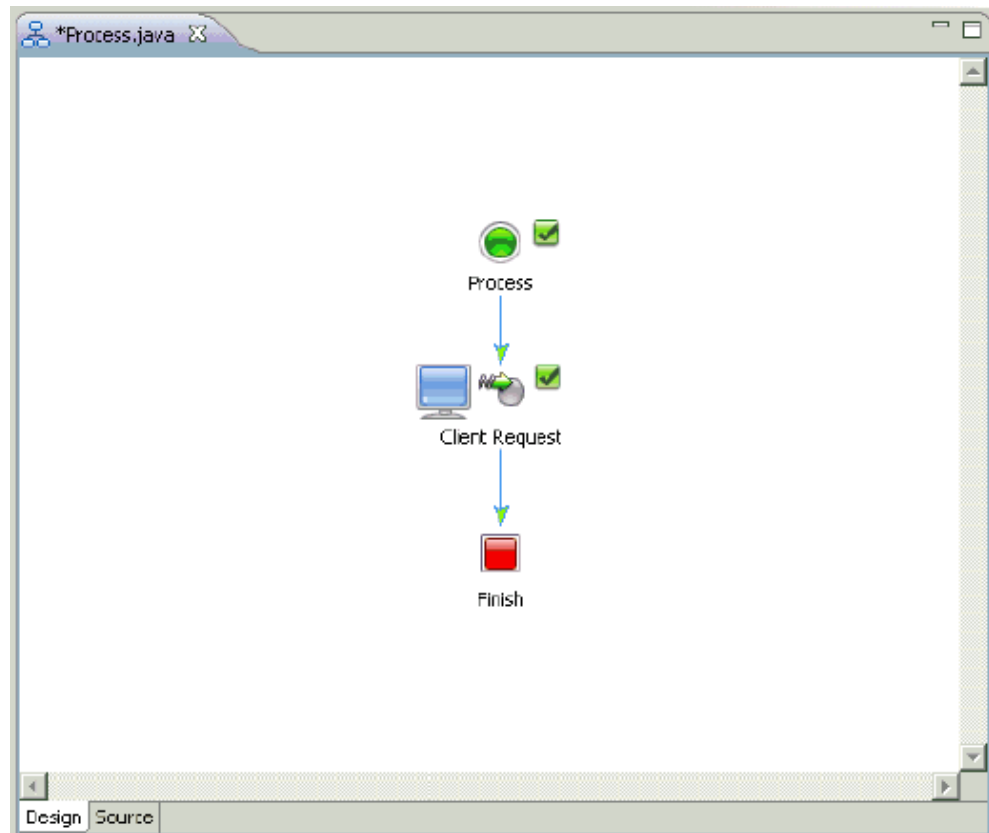 *Process.java
Process
Client Request
Finish
Design Source